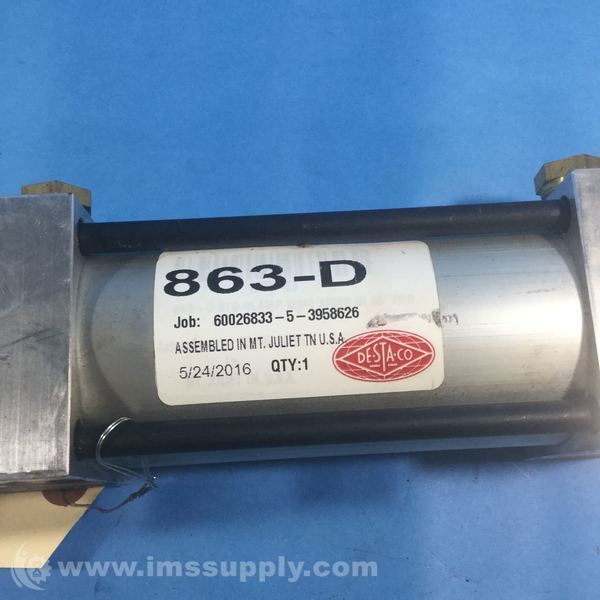 863-D
Job: 60026833-5-3958626
ASSEMBLED IN MT. JULIET TN U.S.A.
5/24/2016 QTY:1
DE-STA-CO
www.imssupply.com